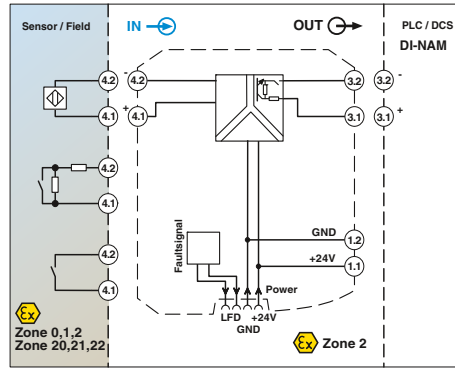 Sensor / Field
IN
OUT
PLC / DCS
DI-NAM
4.2
-
4.2
3.2
3.2
-
4.1
+
4.1
3.1
3.1
+
4.2
4.1
GND
1.2
4.2
+24V
1.1
Faultsignal
4.1
Power
LFD
+24V
GND
Ex
Zone 0,1,2
Zone 20,21,22
Ex
Zone 2